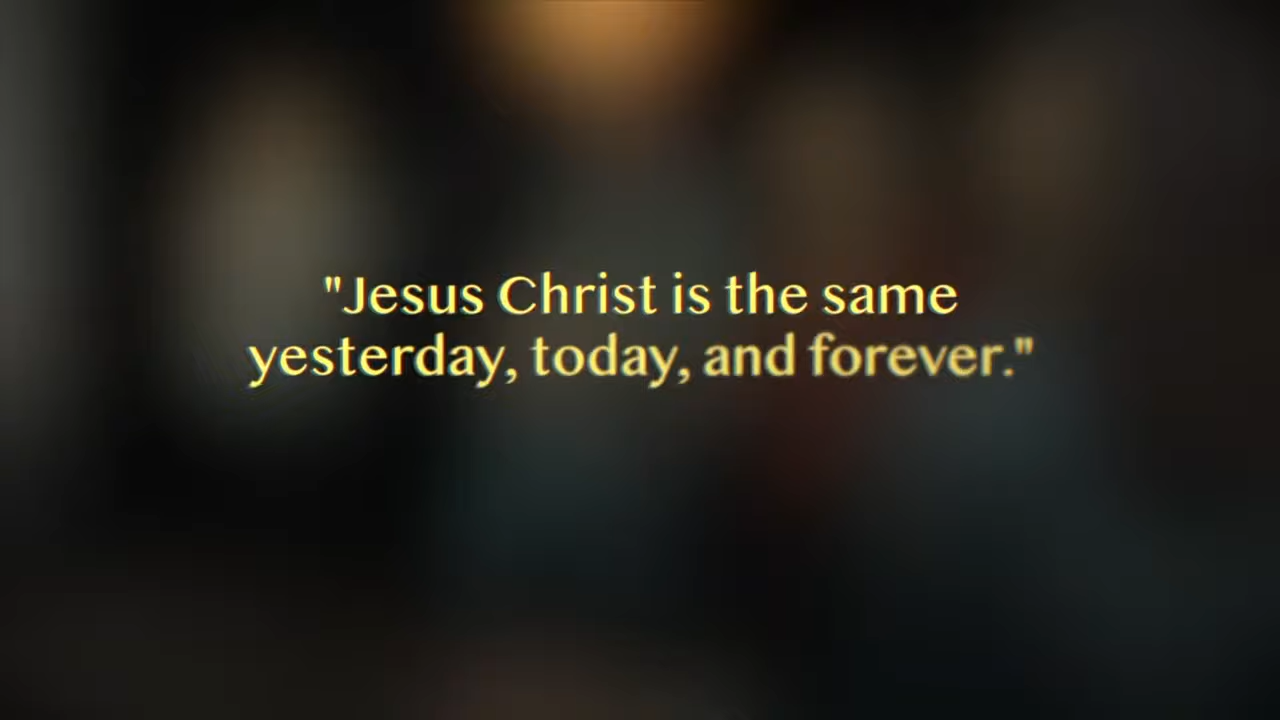 "Jesus Christ is the same
yesterday, today, and forever."